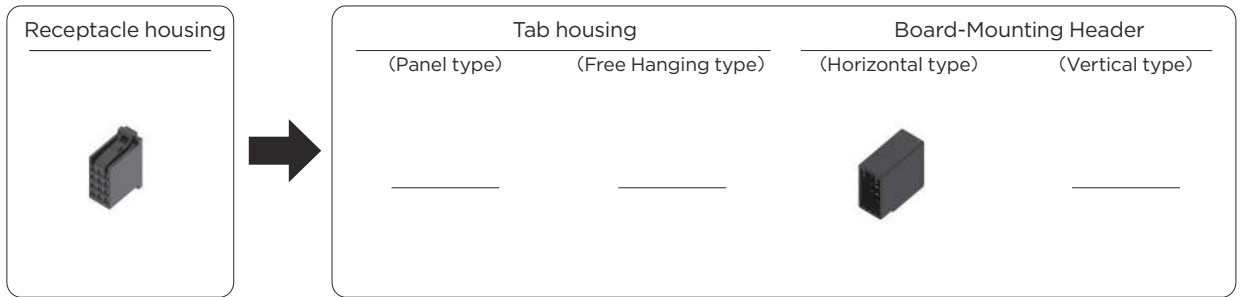 Receptacle housing
Tab housing
Board-Mounting Header
(Panel type)
(Free Hanging type)
(Horizontal type)
(Vertical type)